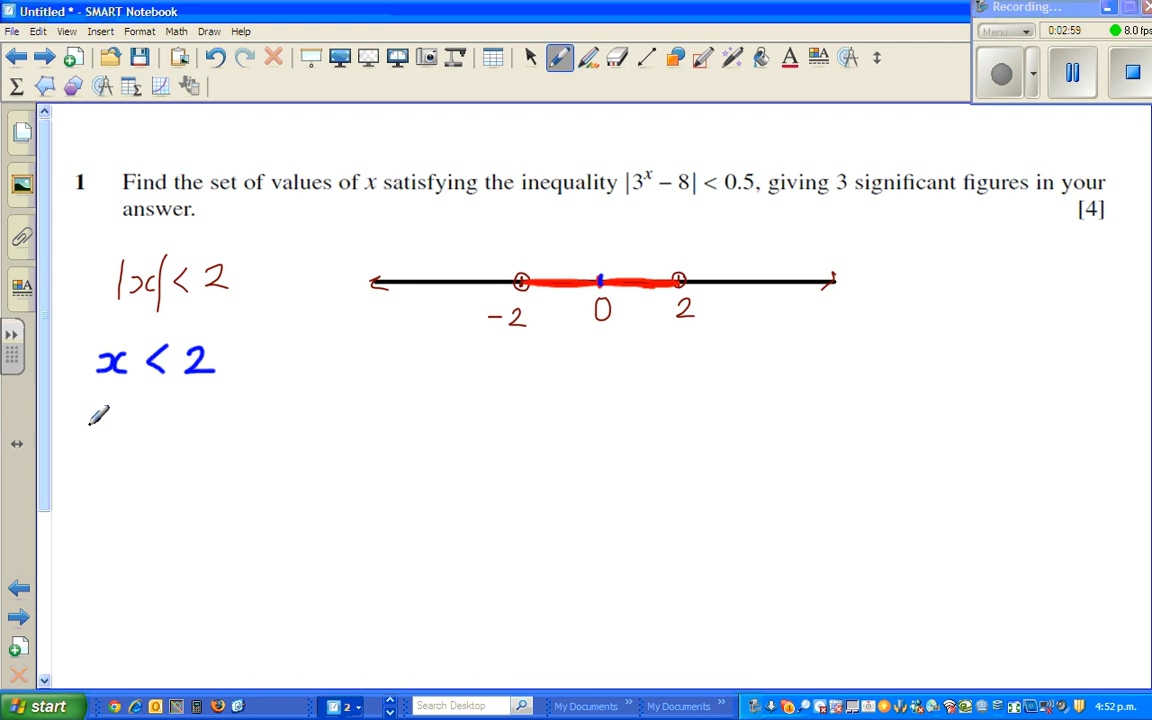 Untitled * - SMART Notebook
Recording...
File Edit View Insert Format Math Draw Help
Menu
0:02:59
8.0 fps
1 Find the set of values of x satisfying the inequality |3^x − 8| < 0.5, giving 3 significant figures in your
answer. [4]
|x| < 2
-2 0 2
x < 2
start
2
Search Desktop
My Documents
My Documents
4:52 p.m.